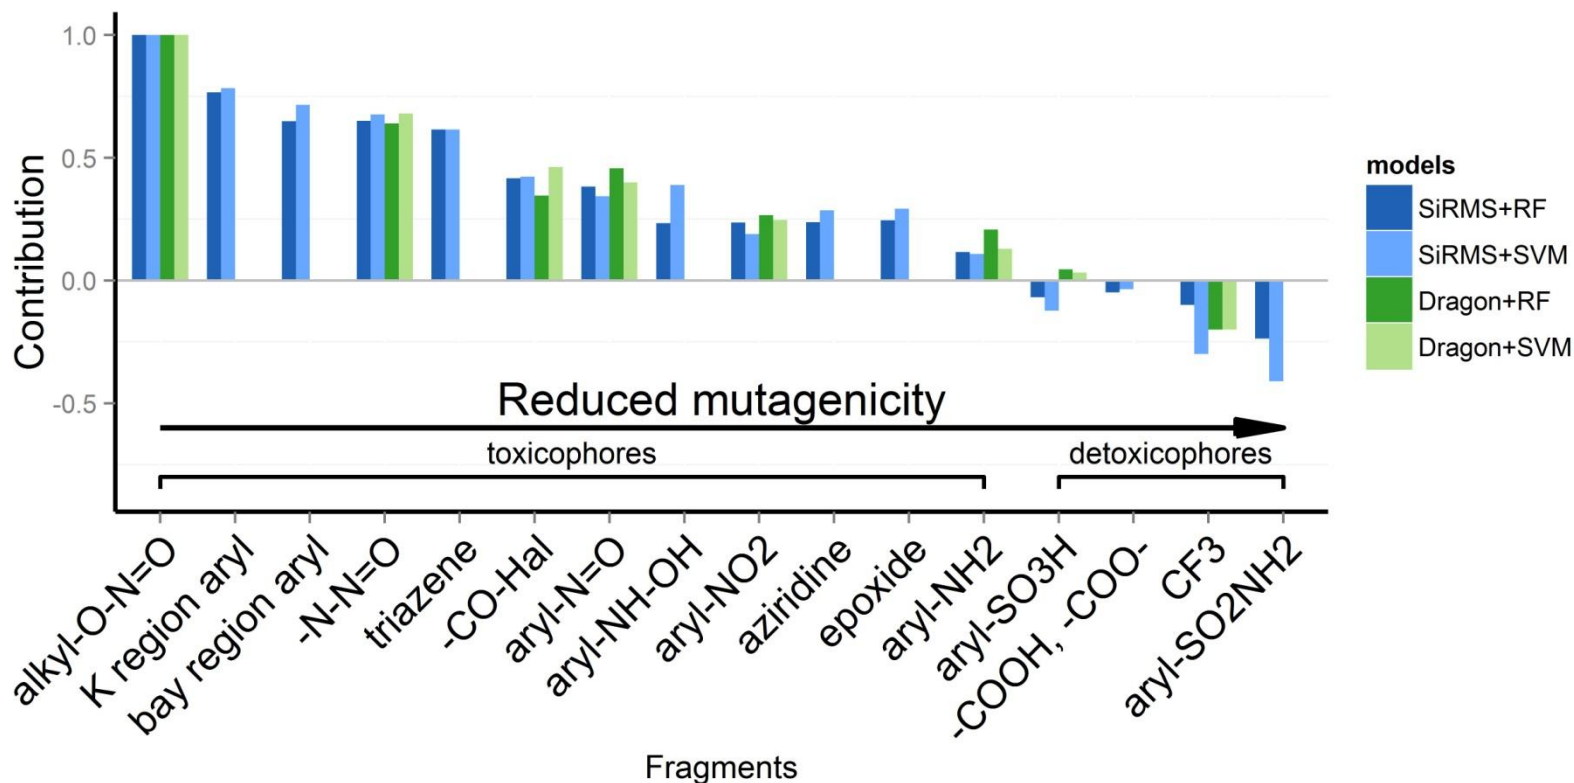 Contribution
1.0
0.5
0.0
-0.5
Reduced mutagenicity
toxicophores
detoxicophores
alkyl-O-N=O
K region aryl
bay region aryl
-N-N=O
triazene
-CO-Hal
aryl-N=O
aryl-NH-OH
aryl-NO2
aziridine
epoxide
aryl-NH2
aryl-SO3H
-COOH, -COO-
CF3
aryl-SO2NH2
Fragments
models
SiRMS+RF
SiRMS+SVM
Dragon+RF
Dragon+SVM